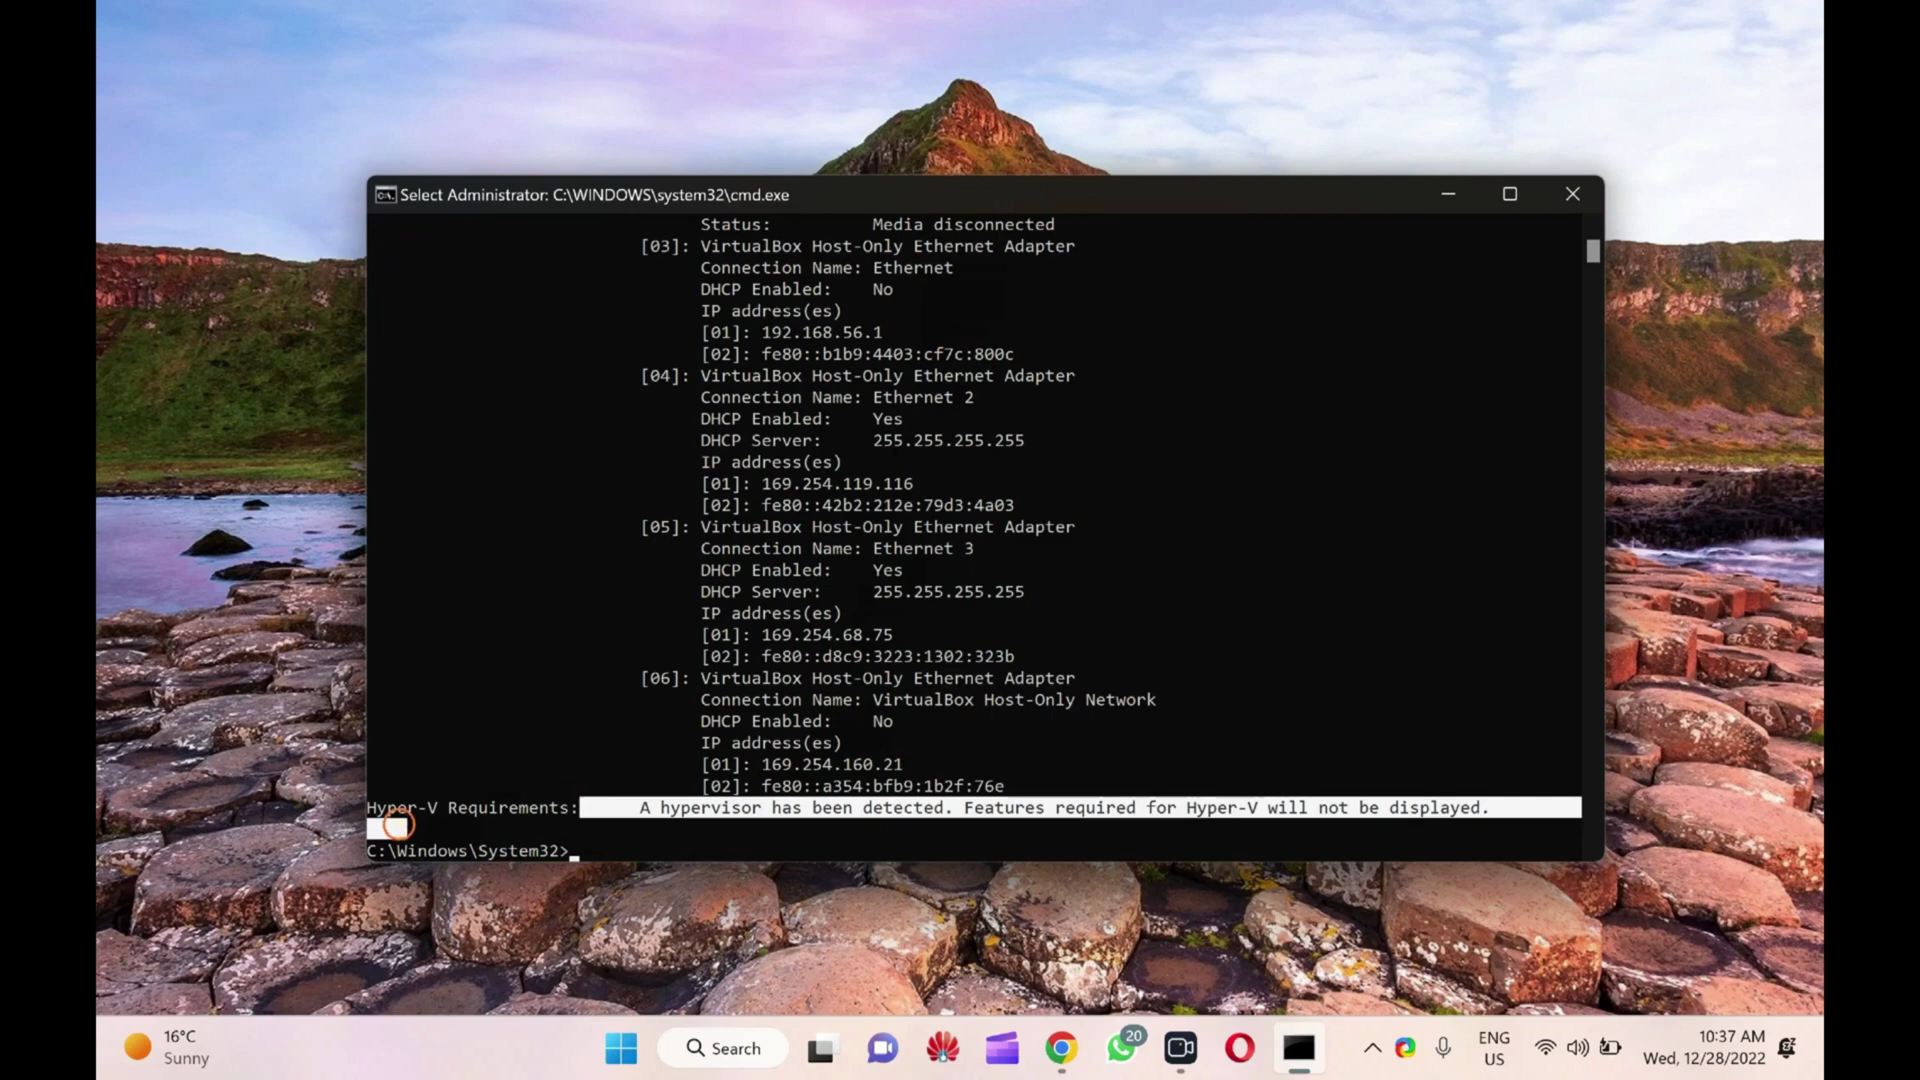 Select Administrator: C:\WINDOWS\system32\cmd.exe
Status: Media disconnected
[03]: VirtualBox Host-Only Ethernet Adapter
Connection Name: Ethernet
DHCP Enabled: No
IP address(es)
[01]: 192.168.56.1
[02]: fe80::b1b9:4403:cf7c:800c
[04]: VirtualBox Host-Only Ethernet Adapter
Connection Name: Ethernet 2
DHCP Enabled: Yes
DHCP Server: 255.255.255.255
IP address(es)
[01]: 169.254.119.116
[02]: fe80::42b2:212e:79d3:4a03
[05]: VirtualBox Host-Only Ethernet Adapter
Connection Name: Ethernet 3
DHCP Enabled: Yes
DHCP Server: 255.255.255.255
IP address(es)
[01]: 169.254.68.75
[02]: fe80::d8c9:3223:1302:323b
[06]: VirtualBox Host-Only Ethernet Adapter
Connection Name: VirtualBox Host-Only Network
DHCP Enabled: No
IP address(es)
[01]: 169.254.160.21
[02]: fe80::a354:bfb9:1b2f:76e
Hyper-V Requirements: A hypervisor has been detected. Features required for Hyper-V will not be displayed.
C:\Windows\System32>
16°C
Sunny
Search
20
ENG
US
10:37 AM
Wed, 12/28/2022